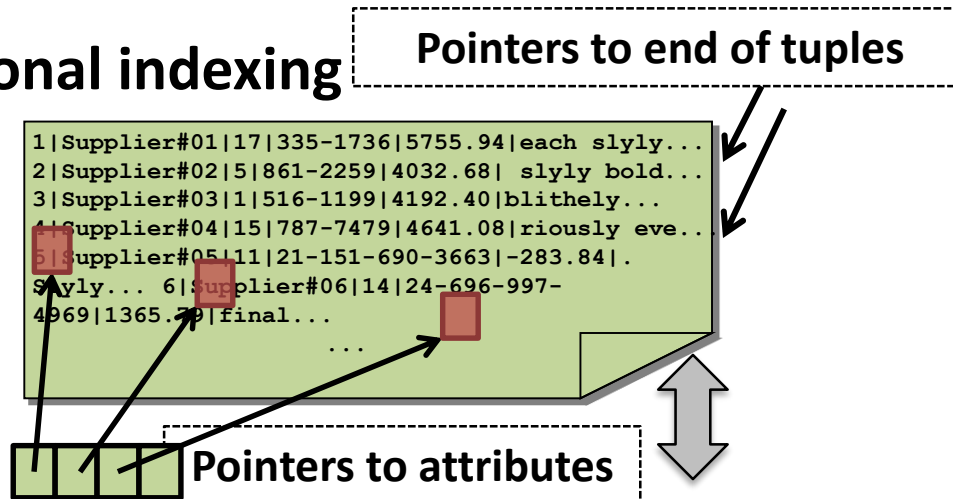 onal indexing
Pointers to end of tuples
1|Supplier#01|17|335-1736|5755.94|each slyly...
2|Supplier#02|5|861-2259|4032.68| slyly bold...
3|Supplier#03|1|516-1199|4192.40|blithely...
4|Supplier#04|15|787-7479|4641.08|riously eve...
5|Supplier#05|11|21-151-690-3663|-283.84|.
Slyly... 6|Supplier#06|14|24-696-997-
4969|1365.79|final...
...
Pointers to attributes